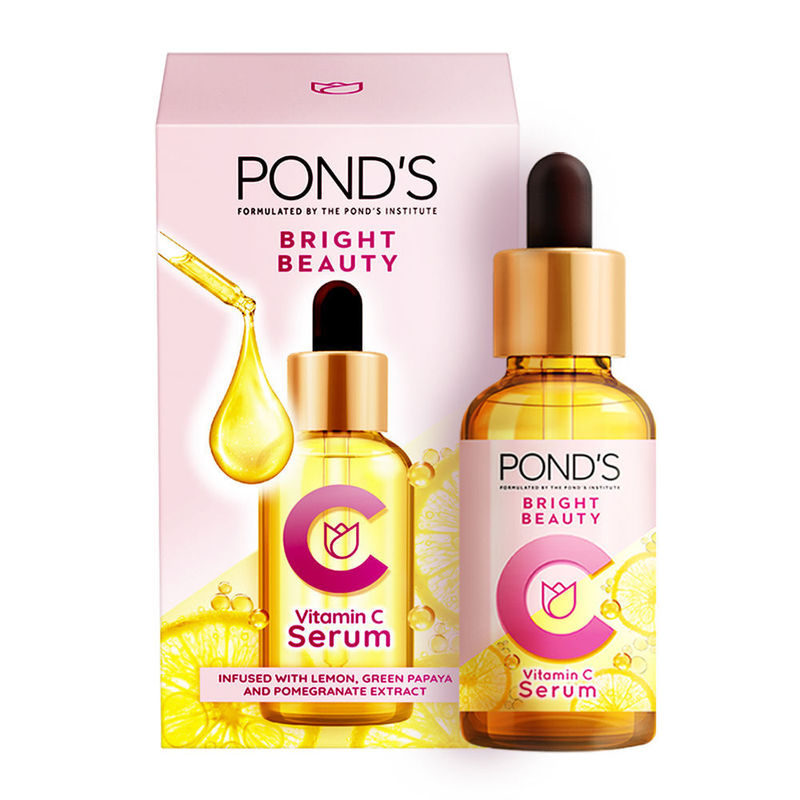 POND'S
FORMULATED BY THE POND'S INSTITUTE
BRIGHT
BEAUTY
Vitamin C
Serum
INFUSED WITH LEMON, GREEN PAPAYA
AND POMEGRANATE EXTRACT
POND'S
FORMULATED BY THE POND'S INSTITUTE
BRIGHT
BEAUTY
C
Vitamin C
Serum